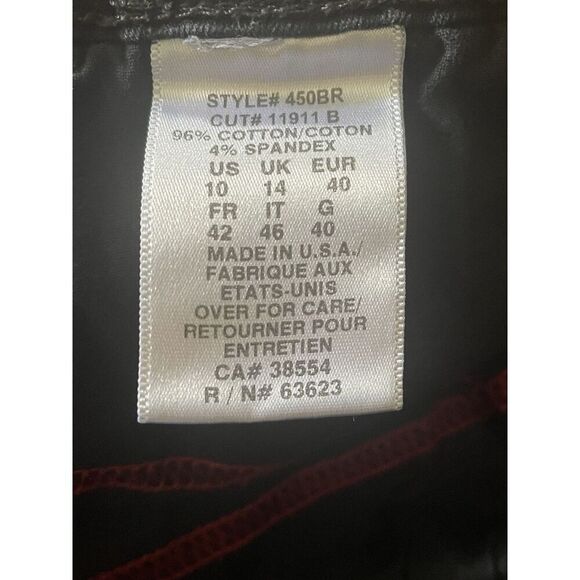 STYLE# 450BR
CUT# 11911 B
96% COTTON/COTON
4% SPANDEX
US UK EUR
10 14 40
FR IT G
42 46 40
MADE IN U.S.A./
FABRIQUE AUX
ETATS-UNIS
OVER FOR CARE/
RETOURNER POUR
ENTRETIEN
CA# 38554
R / N# 63623